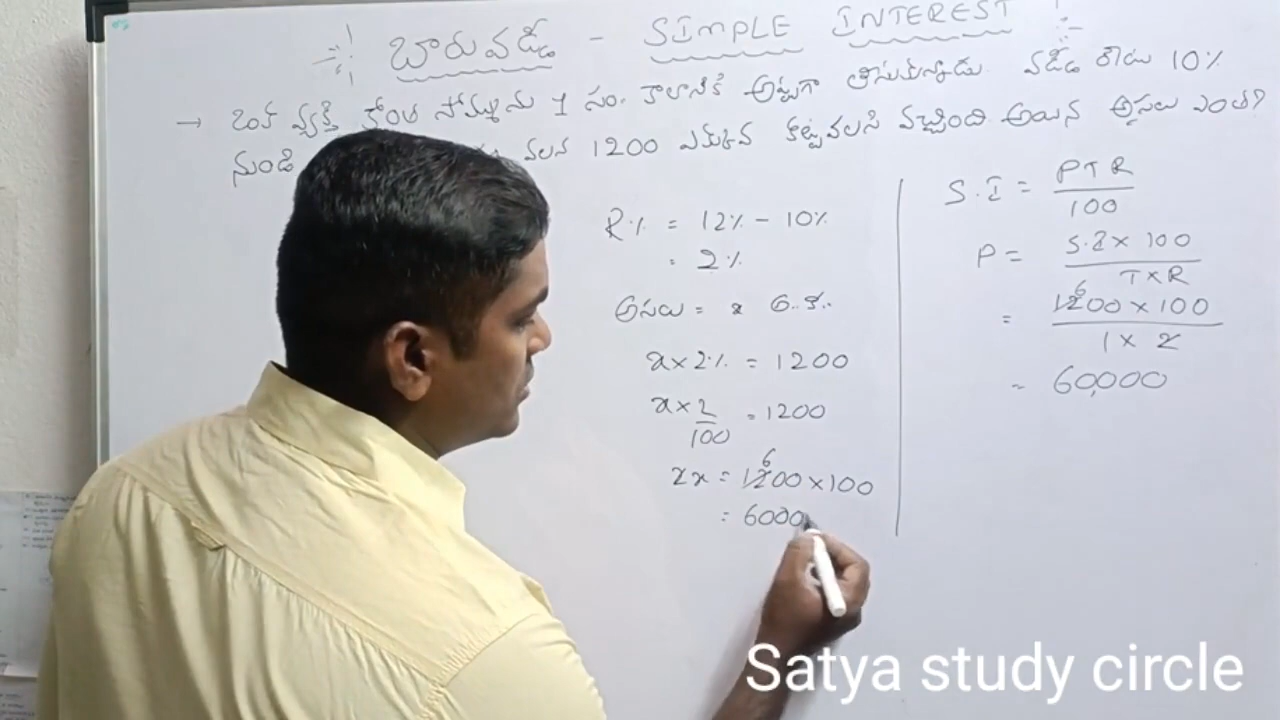 బారువడ్డీ - SIMPLE INTEREST
→ ఒక వ్యక్తి కొంత సొమ్మును 1 సం. కాలానికి అప్పుగా తీసుకున్నాడు వడ్డీ రేటు 10%
నుండి వలన 1200 ఎక్కువ కట్టవలసి వచ్చింది అయిన అసలు ఎంత?
R% = 12% - 10%
= 2%
అసలు = x
x × 2% = 1200
x × 2/100 = 1200
2x = 1200 × 100
6
= 6000
S.I = PTR/100
P = S.I × 100 / T × R
6
= 1200 × 100 / 1 × 2
= 60,000
Satya study circle